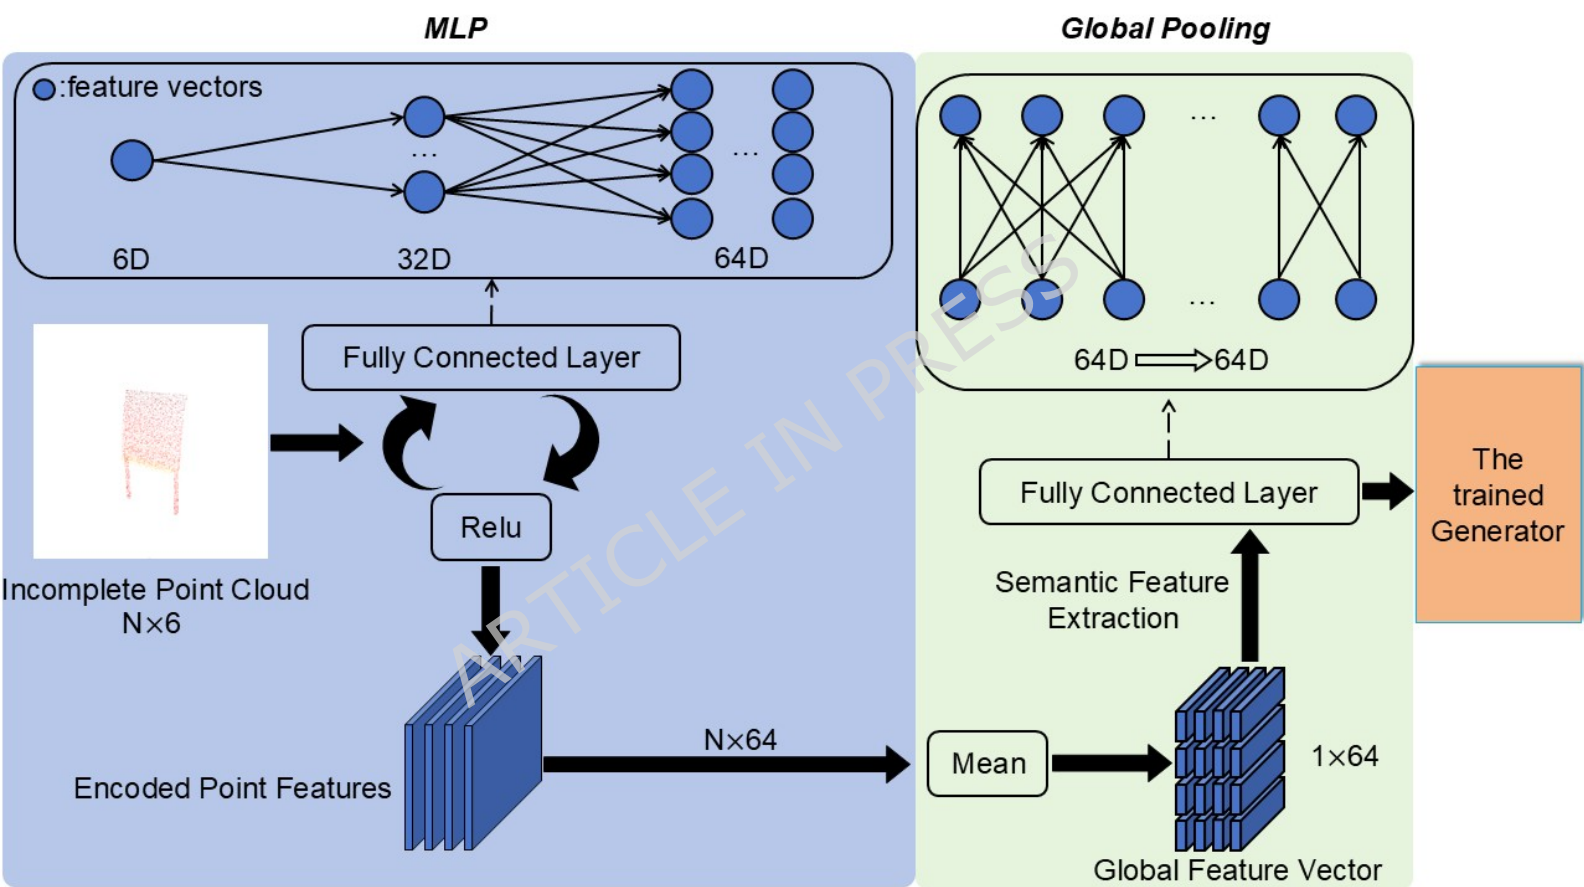 MLP
Global Pooling
:feature vectors
...
...
6D
32D
64D
Fully Connected Layer
Relu
Incomplete Point Cloud
N×6
Encoded Point Features
N×64
...
...
64D
64D
Fully Connected Layer
Semantic Feature
Extraction
Mean
1×64
Global Feature Vector
The
trained
Generator
ARTICLE IN PRESS